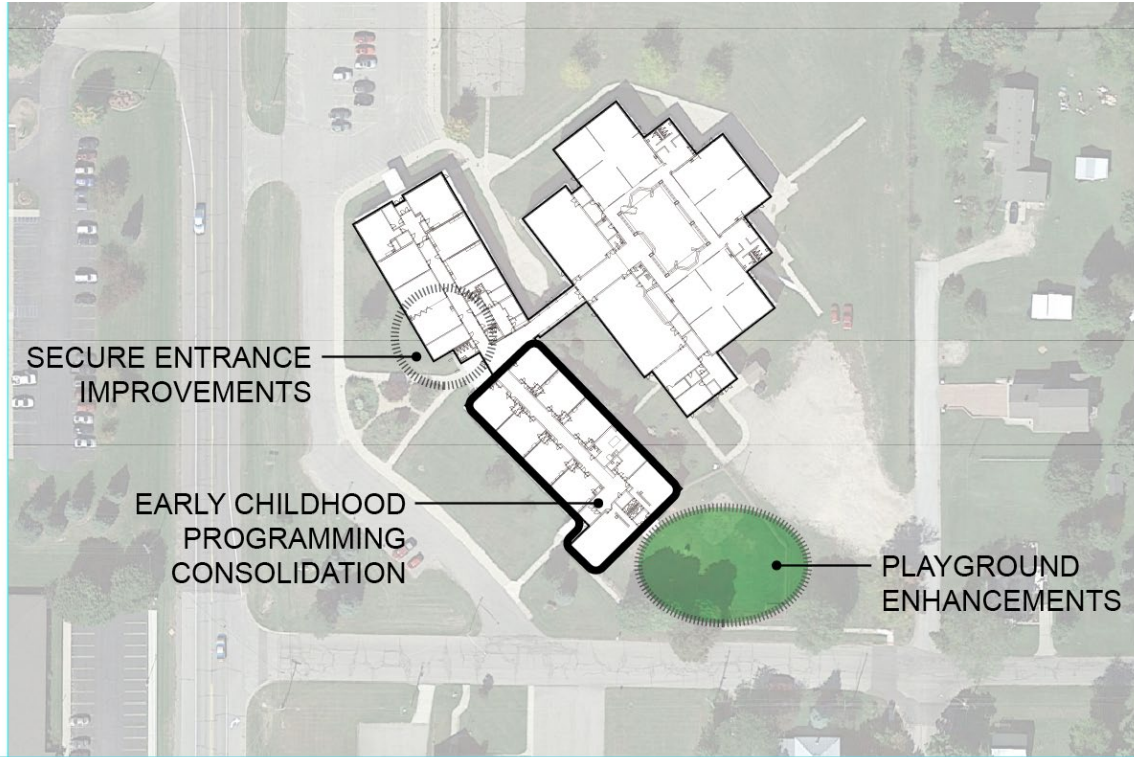 SECURE ENTRANCE
IMPROVEMENTS
EARLY CHILDHOOD
PROGRAMMING
CONSOLIDATION
PLAYGROUND
ENHANCEMENTS